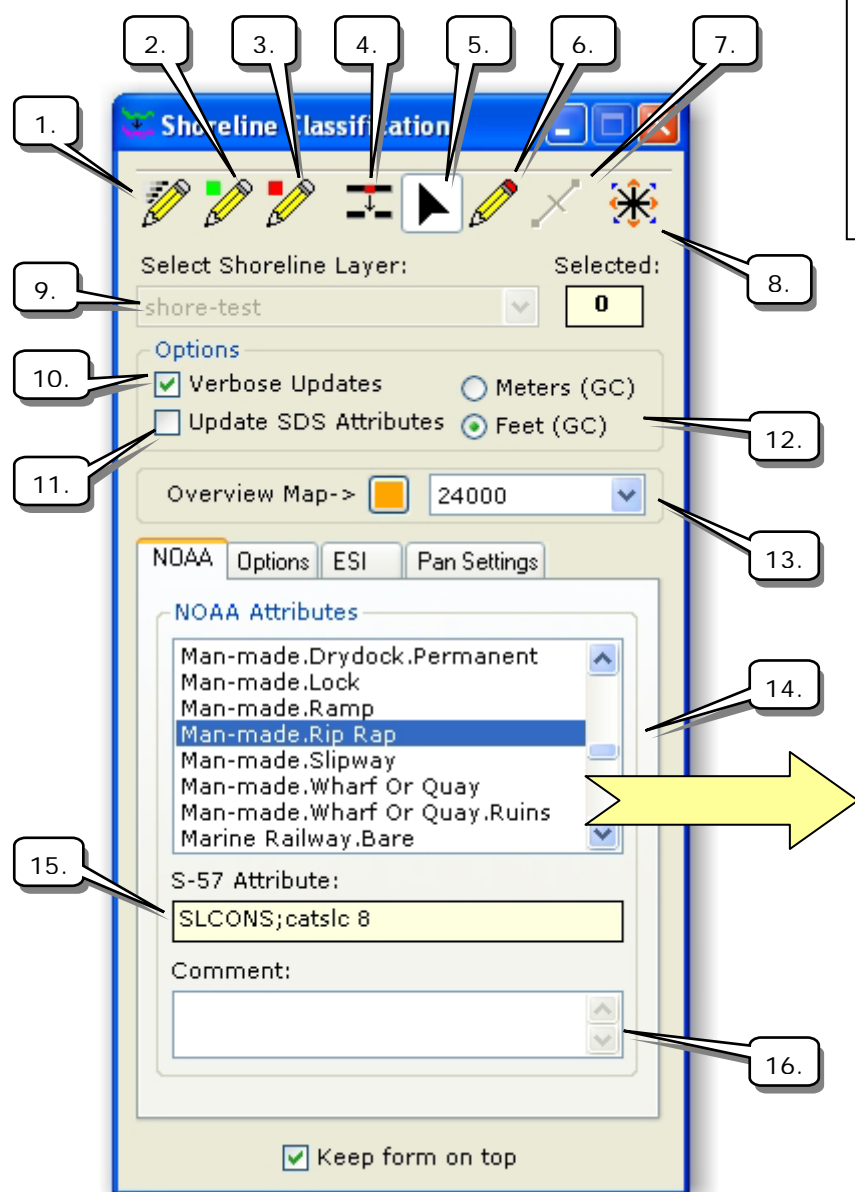 2.
3.
4.
5.
6.
7.
1.
Shoreline Classification
Select Shoreline Layer:
Selected:
8.
9.
shore-test
0
Options
10.
Verbose Updates
Meters (GC)
Update SDS Attributes
Feet (GC)
12.
11.
Overview Map->
24000
13.
NOAA
Options
ESI
Pan Settings
NOAA Attributes
Man-made.Drydock.Permanent
Man-made.Lock
14.
Man-made.Ramp
Man-made.Rip Rap
Man-made.Slipway
Man-made.Wharf Or Quay
Man-made.Wharf Or Quay.Ruins
Marine Railway.Bare
15.
S-57 Attribute:
SLCONS;catslc 8
Comment:
16.
Keep form on top